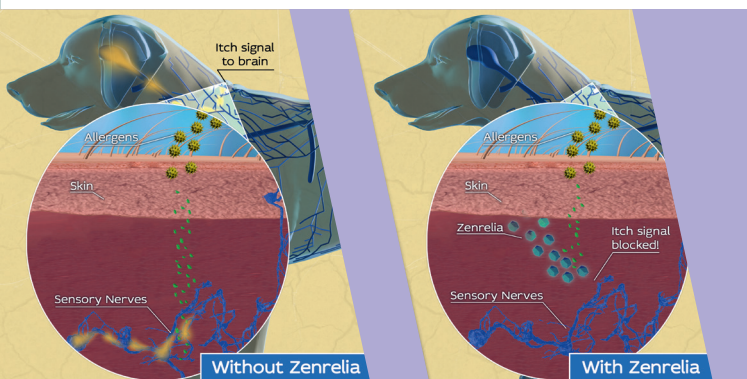 Itch signal
to brain
Allergens
Skin
Sensory Nerves
Without Zenrelia
Allergens
Skin
Zenrelia
Itch signal
blocked!
Sensory Nerves
With Zenrelia